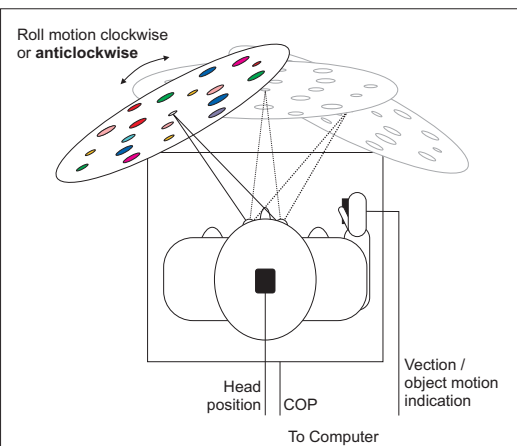 Roll motion clockwise
or anticlockwise
Head
position
COP
Vection /
object motion
indication
To Computer